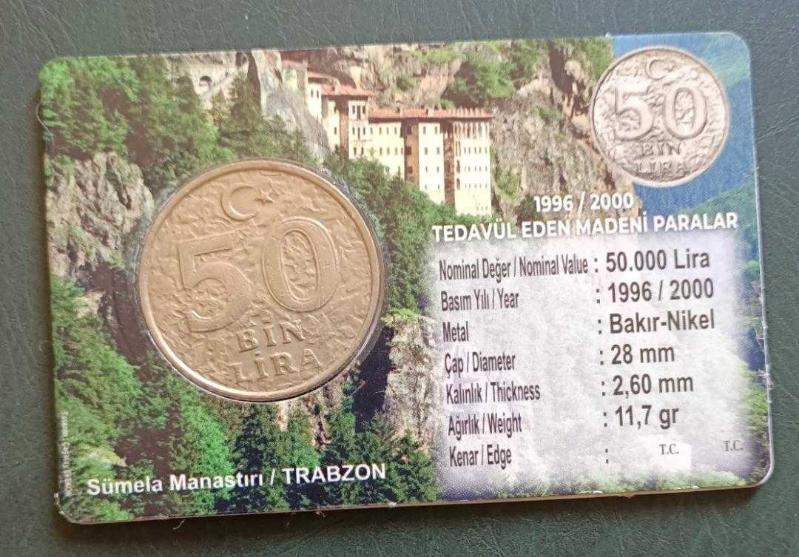 50
BİN
LİRA
50
BİN
LİRA
1996 / 2000
TEDAVÜL EDEN MADENİ PARALAR
Nominal Değer / Nominal Value : 50.000 Lira
Basım Yılı / Year : 1996 / 2000
Metal : Bakır-Nikel
Çap / Diameter : 28 mm
Kalınlık / Thickness : 2,60 mm
Ağırlık / Weight : 11,7 gr
Kenar / Edge : T.C. T.C.
Sümela Manastırı / TRABZON